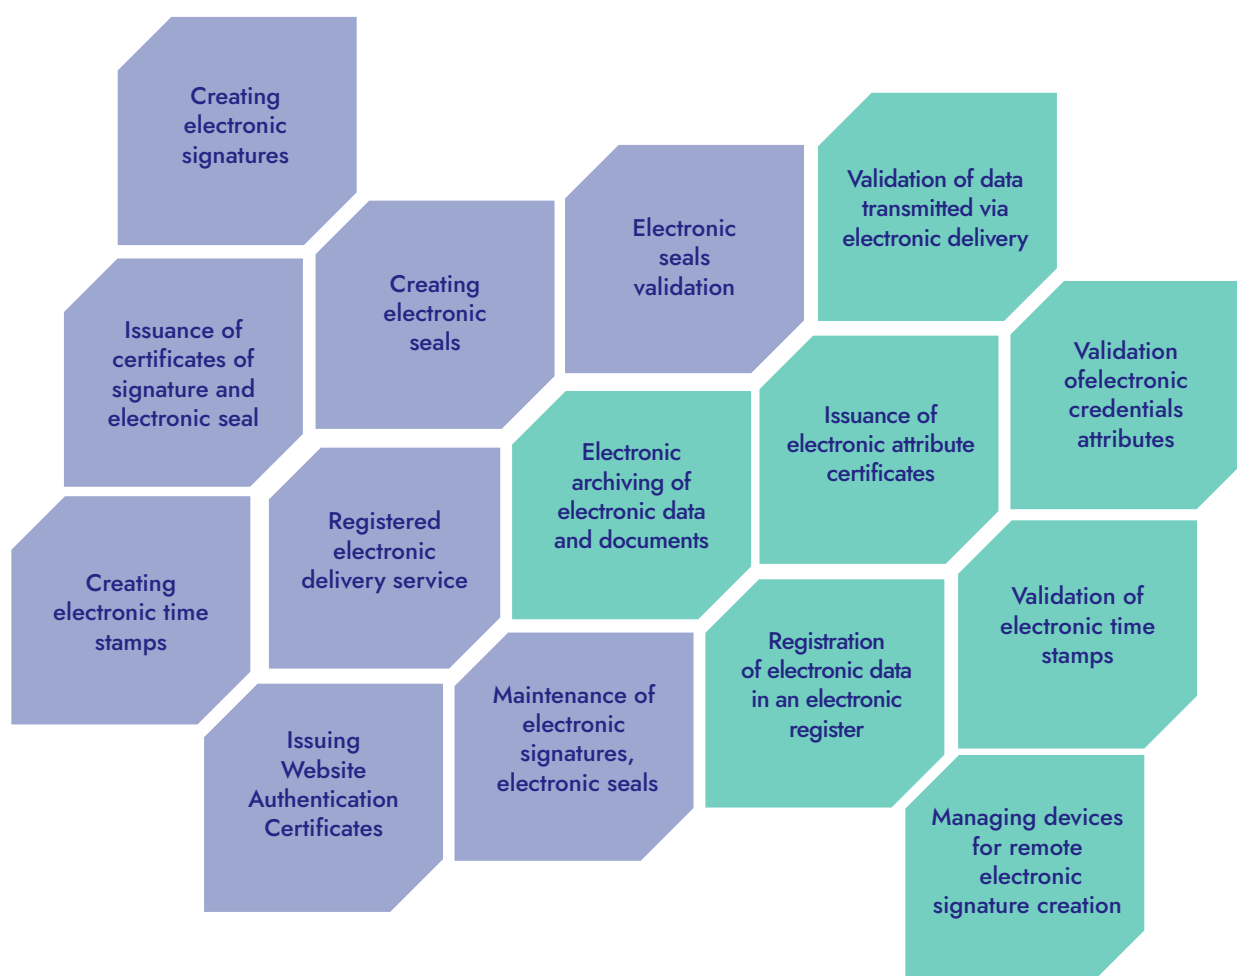 Creating
electronic
signatures
Issuance of
certificates of
signature and
electronic seal
Creating
electronic
seals
Electronic
seals
validation
Validation of data
transmitted via
electronic delivery
Validation
ofelectronic
credentials
attributes
Issuance of
electronic attribute
certificates
Electronic
archiving of
electronic data
and documents
Registered
electronic
delivery service
Creating
electronic time
stamps
Issuing
Website
Authentication
Certificates
Maintenance of
electronic
signatures,
electronic seals
Registration
of electronic data
in an electronic
register
Validation of
electronic time
stamps
Managing devices
for remote
electronic
signature creation